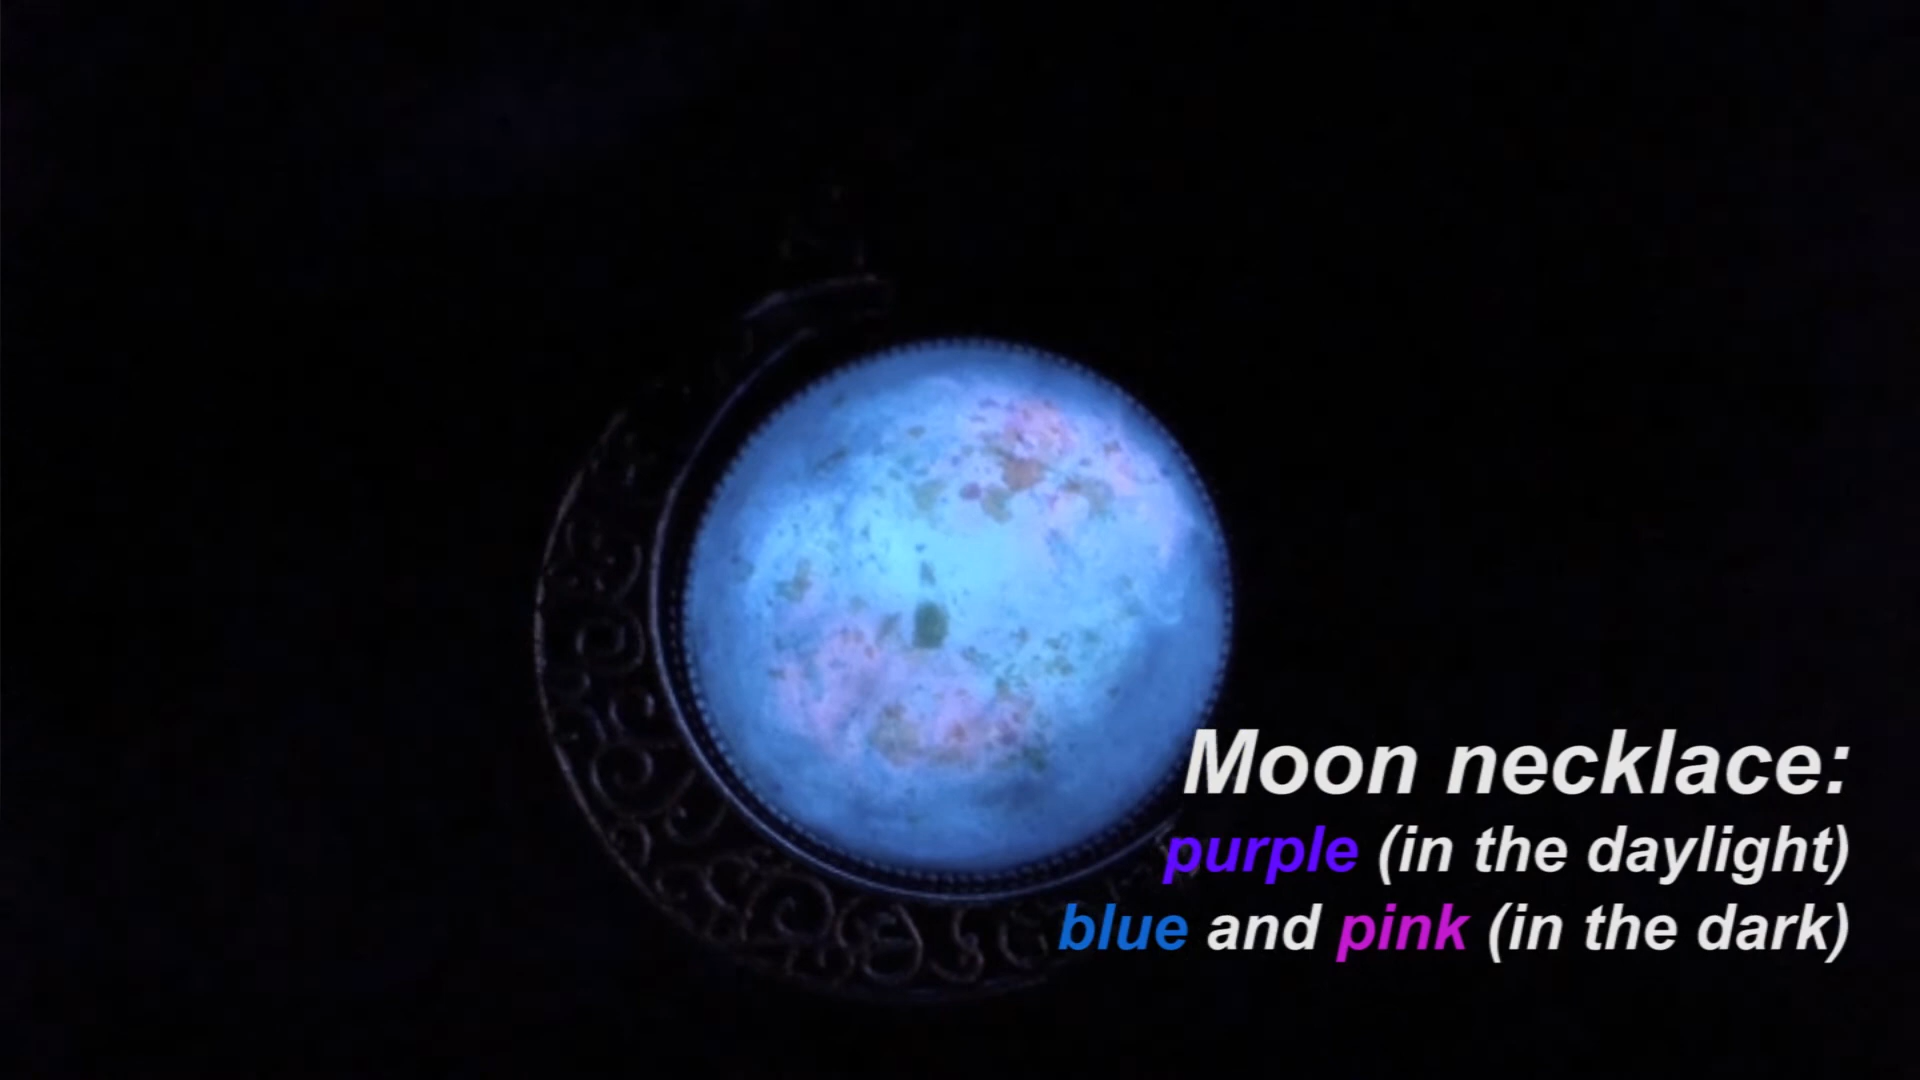 Moon necklace:
purple (in the daylight)
blue and pink (in the dark)